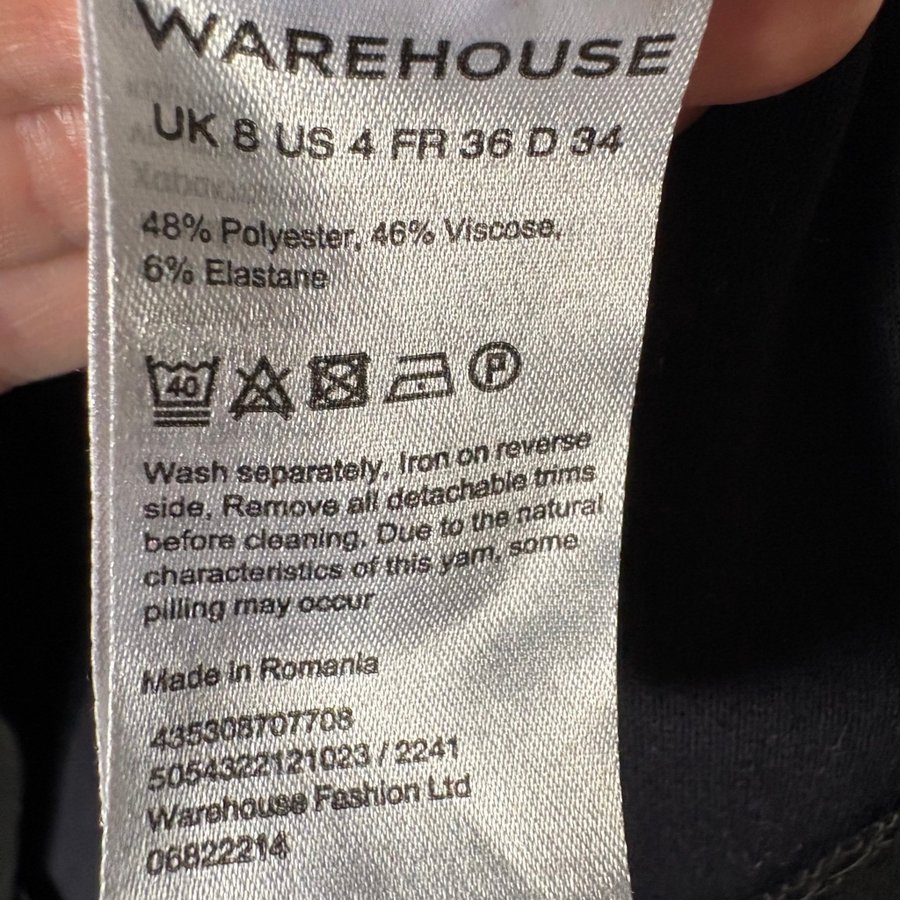 WAREHOUSE
UK 8 US 4 FR 36 D 34
48% Polyester, 46% Viscose,
6% Elastane
40 P
Wash separately, Iron on reverse
side, Remove all detachable trims
before cleaning, Due to the natural
characteristics of this yarn, some
pilling may occur
Made in Romania
435308707708
5054322121023 / 2241
Warehouse Fashion Ltd
06822214